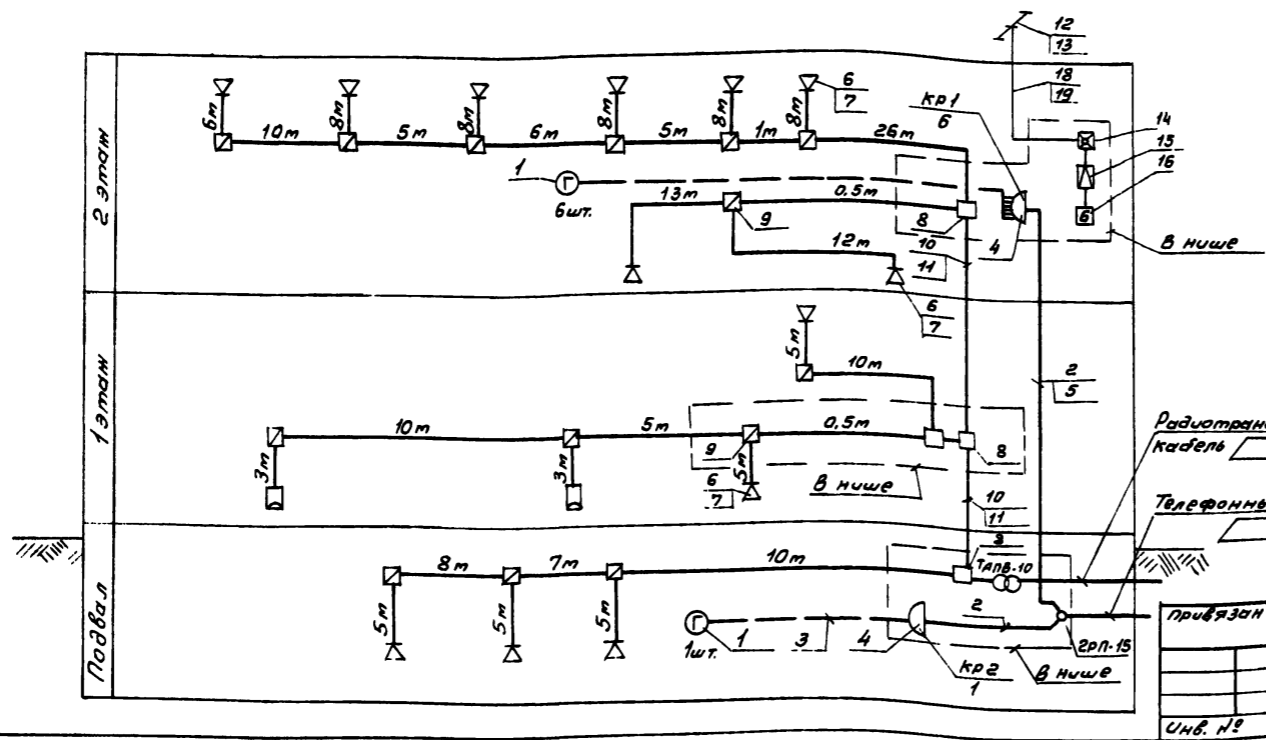 2 этаж
6м
10м
8м
5м
8м
6м
8м
5м
8м
1м
8м
6
7
26м
кр1
6
12
13
18
19
14
15
16
6
В нише
1
Г
6шт.
13м
0.5м
9
8
12м
10
11
4
6
7
1 этаж
5м
10м
2
5
10м
5м
0,5м
9
8
3м
3м
6
7
5м
В нише
10
11
Радиотран
кабель
Телефонны
Подвал
8м
7м
10м
ТАПВ-10
5м
5м
5м
Г
1шт.
1
3
4
2
кр2
1
2РП-15
В нише
привязан
Инв. №